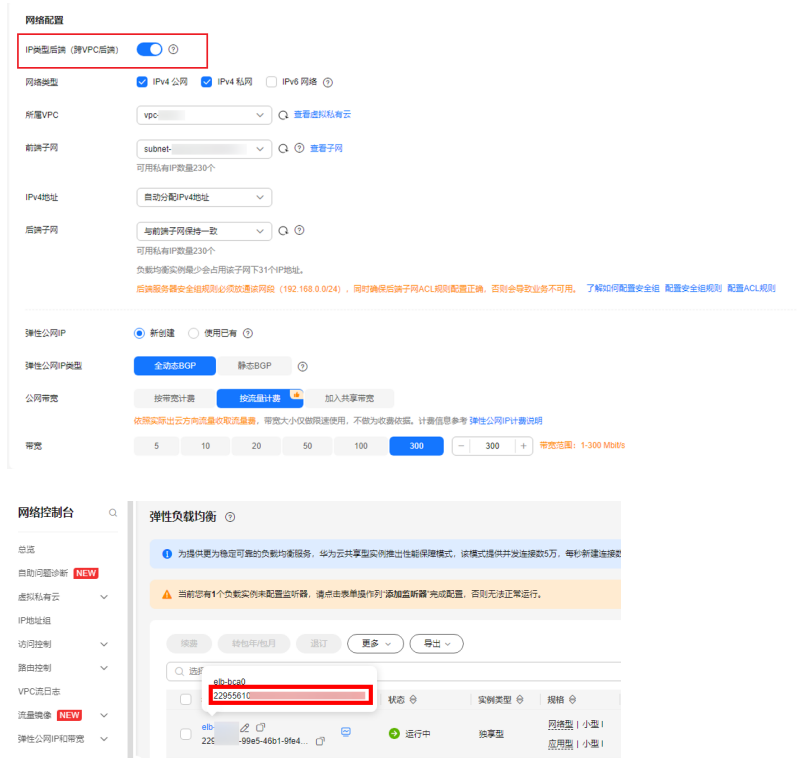 网络配置
IP类型后端（跨VPC后端）
网络类型 IPv4 公网 IPv4 私网 IPv6 网络
所属VPC vpc- 查看虚拟私有云
前端子网 subnet- 查看子网
可用私有IP数量230个
IPv4地址 自动分配IPv4地址
后端子网 与前端子网保持一致
可用私有IP数量230个
负载均衡实例最少会占用该子网下31个IP地址。
后端服务器安全组规则必须放通该网段（192.168.0.0/24），同时确保后端子网ACL规则配置正确，否则会导致业务不可用。 了解如何配置安全组 配置安全组规则 配置ACL规则
弹性公网IP 新创建 使用已有
弹性公网IP类型 全动态BGP 静态BGP
公网带宽 按带宽计费 按流量计费 加入共享带宽
依照实际出云方向流量收取流量费，带宽大小仅做限速使用，不做为收费依据。计费信息参考 弹性公网IP计费说明
带宽 5 10 20 50 100 300 − 300 + 带宽范围：1-300 Mbit/s
网络控制台
总览
自助问题诊断 NEW
虚拟私有云
IP地址组
访问控制
路由控制
VPC流日志
流量镜像 NEW
弹性公网IP和带宽
弹性负载均衡
为提供更为稳定可靠的负载均衡服务，华为云共享型实例推出性能保障模式，该模式提供并发连接数5万，每秒新建连接数
当前您有1个负载实例未配置监听器，请点击表单操作列“添加监听器”完成配置，否则无法正常运行。
续费 转包年/包月 退订 更多 导出
选择
elb-bca0
22955610
状态 实例类型 规格
elb-
229 -99e5-46b1-9fe4... 运行中 独享型
网络型 | 小型 I
应用型 | 小型 I